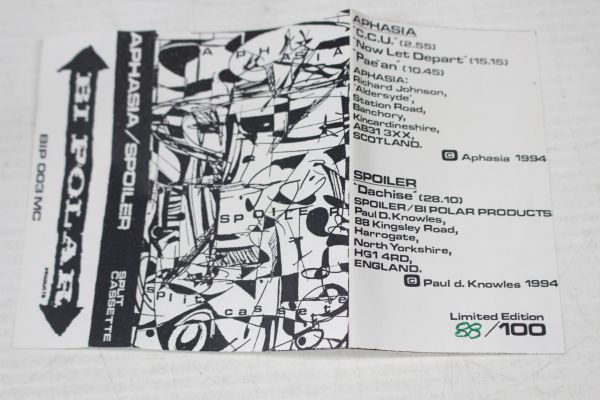 BIP 003 MC
BI POLAR
PRODUCTS
APHASIA/SPOILER
SPLIT
CASSETTE
APHASIA
SPOILER
split cassette
APHASIA
"C.C.U." (2.55)
"Now Let Depart" (15.15)
"Pae'an" (10.45)
APHASIA:
Richard Johnson,
"Aldersyde",
Station Road,
Banchory,
Kincardineshire,
AB31 3XX,
SCOTLAND.
© Aphasia 1994
SPOILER
"Dachise" (28.10)
SPOILER/BI POLAR PRODUCTS
Paul D.Knowles,
88 Kingsley Road,
Harrogate,
North Yorkshire,
HG1 4RD,
ENGLAND.
© Paul d. Knowles 1994
Limited Edition
88/100